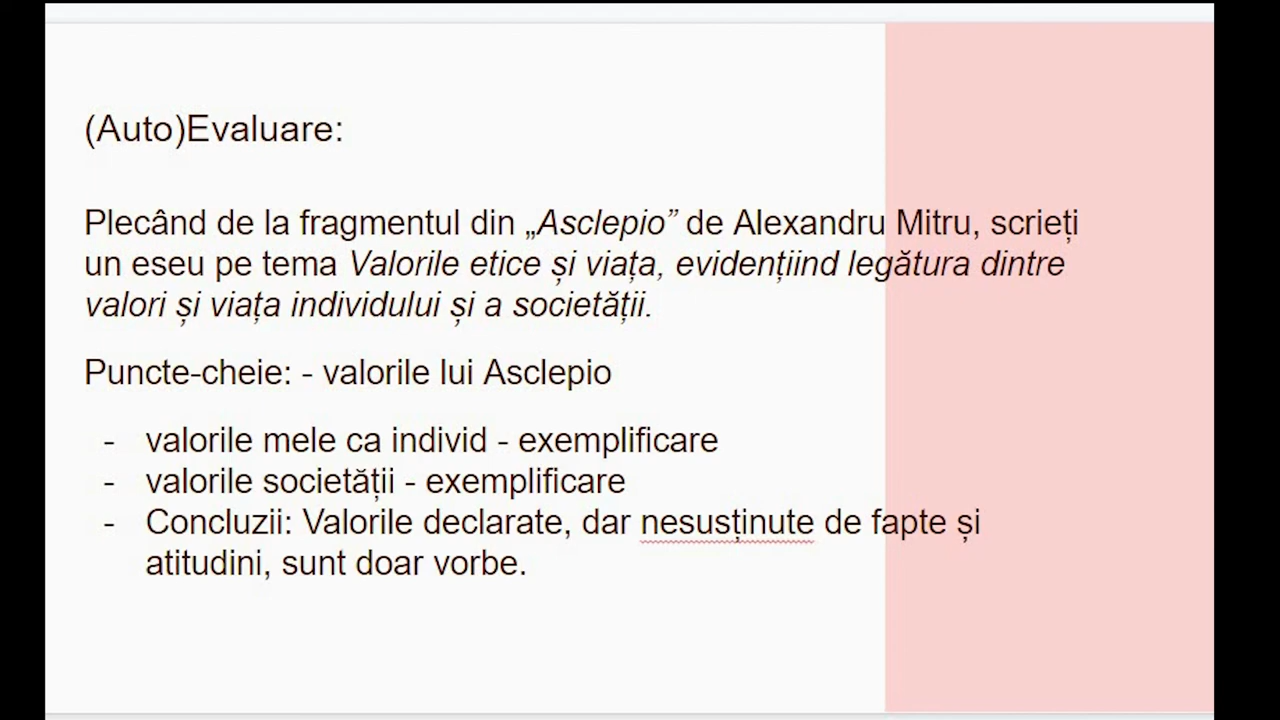 (Auto)Evaluare:
Plecând de la fragmentul din „Asclepio” de Alexandru Mitru, scrieți
un eseu pe tema Valorile etice și viața, evidențiind legătura dintre
valori și viața individului și a societății.
Puncte-cheie: - valorile lui Asclepio
- valorile mele ca individ - exemplificare
- valorile societății - exemplificare
- Concluzii: Valorile declarate, dar nesusținute de fapte și
atitudini, sunt doar vorbe.